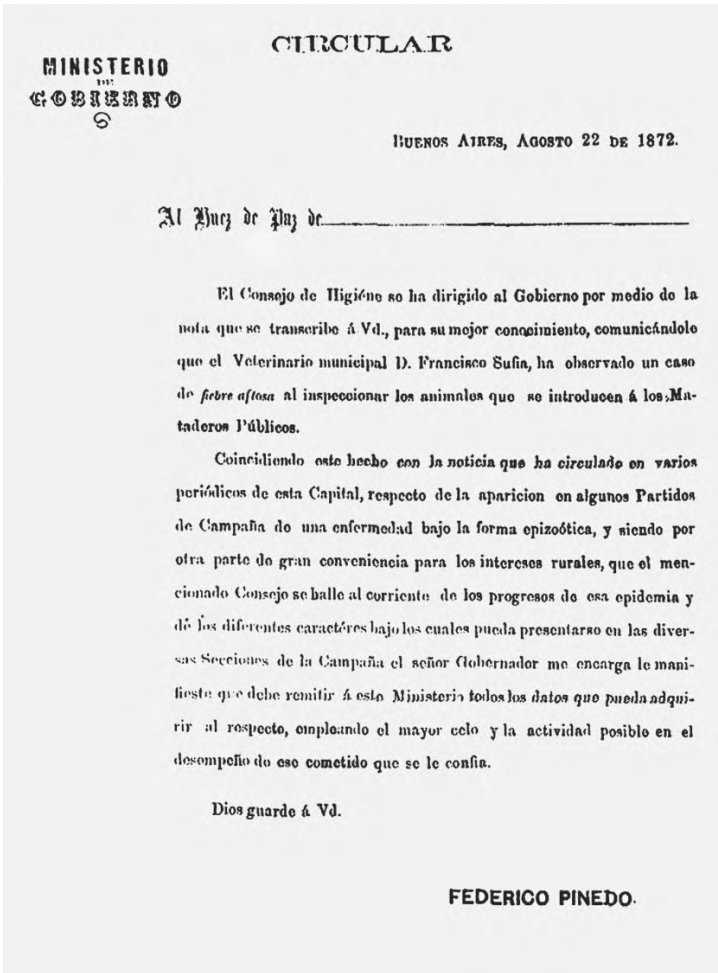 CIRCULAR
MINISTERIO
DE
GOBIERNO
BUENOS AIRES, AGOSTO 22 DE 1872.
Al Juez de Paz de
El Consejo de Higiéne se ha dirigido al Gobierno por medio de la
nota que se transcribe á Vd., para su mejor conocimiento, comunicándole
que el Veterinario municipal D. Francisco Suña, ha observado un caso
de fiebre aftosa al inspeccionar los animales que se introducen á los Ma-
taderos Públicos.
Coincidiendo este hecho con la noticia que ha circulado en varios
periódicos de esta Capital, respecto de la aparicion en algunos Partidos
de Campaña de una enfermedad bajo la forma epizoótica, y siendo por
otra parte de gran conveniencia para los intereses rurales, que el men-
cionado Consejo se halle al corriente de los progresos de esa epidemia y
de los diferentes caractéres bajo los cuales pueda presentarse en las diver-
sas Secciones de la Campaña el señor Gobernador me encarga le mani-
fieste que debe remitir á este Ministerio todos los datos que pueda adqui-
rir al respecto, empleando el mayor celo y la actividad posible en el
desempeño de ese cometido que se le confia.
Dios guarde á Vd.
FEDERICO PINEDO.